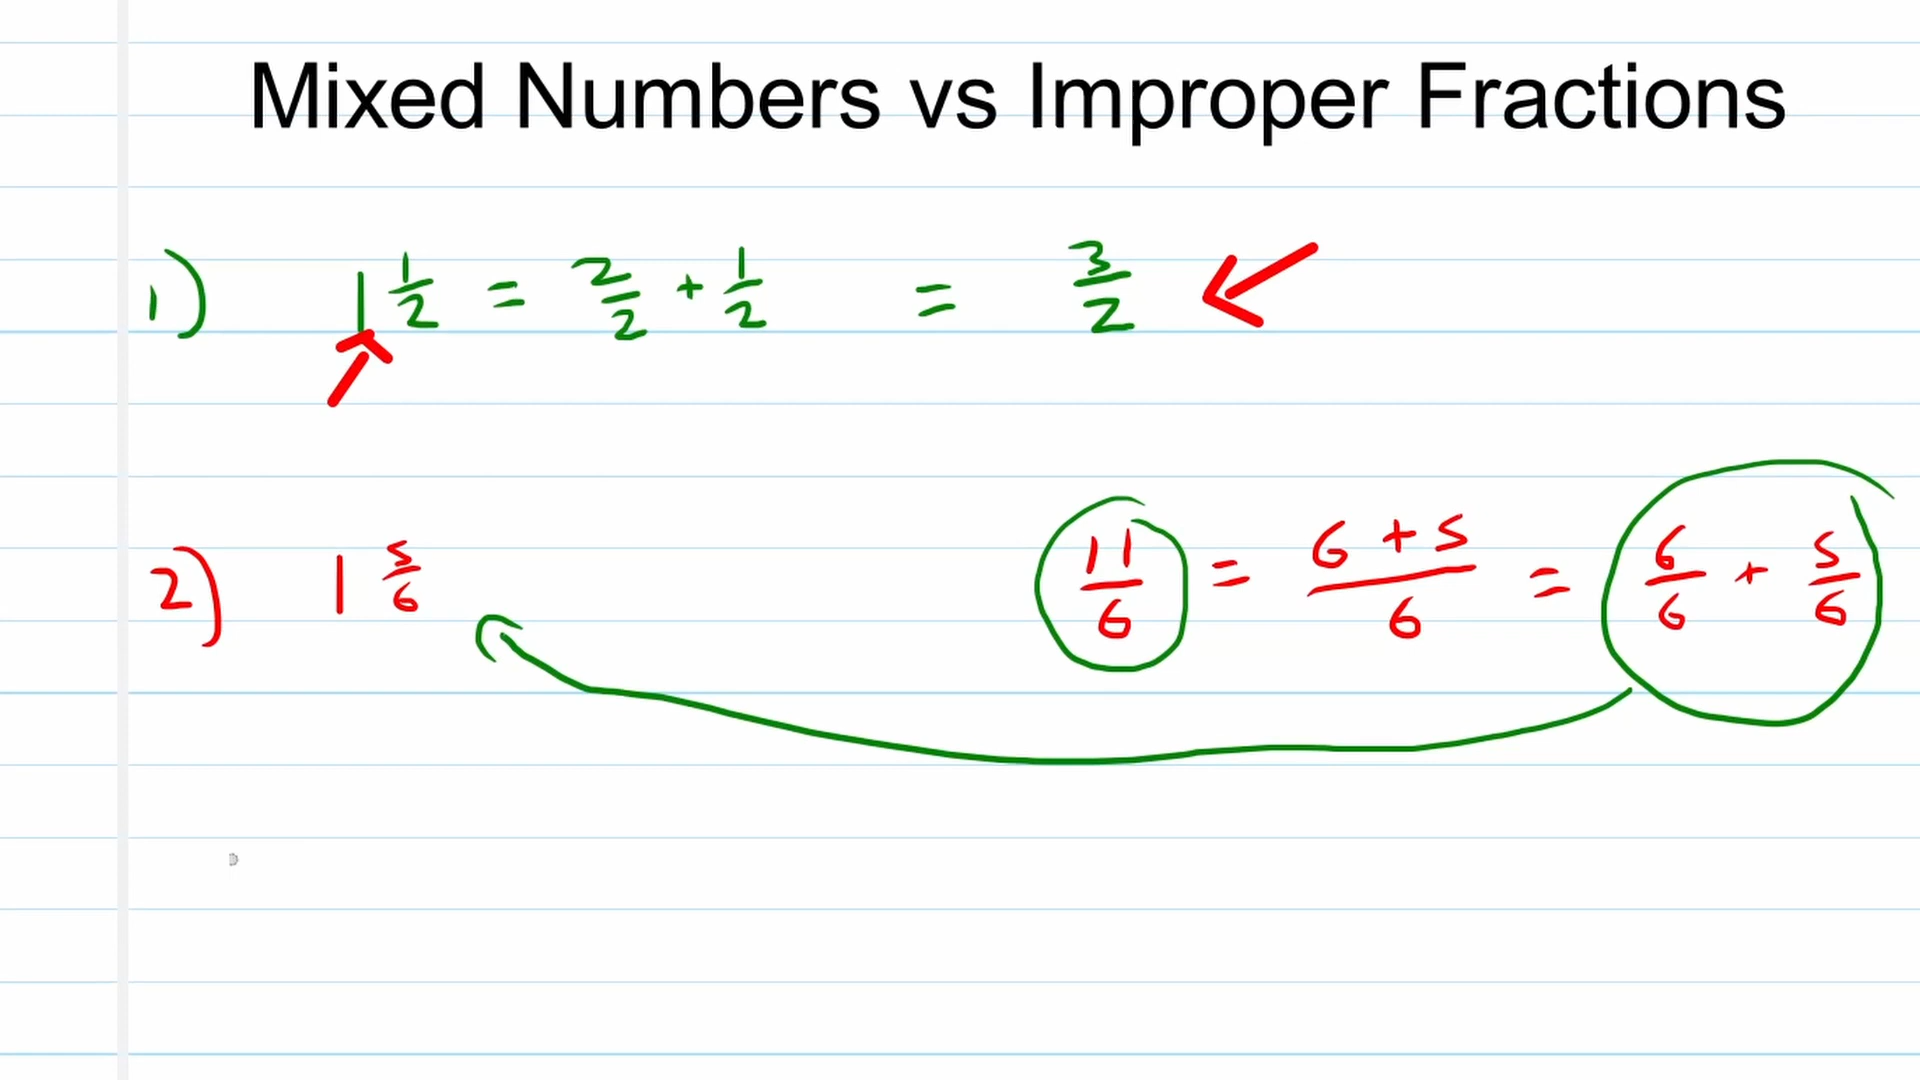 Mixed Numbers vs Improper Fractions
1) 1 1/2 = 2/2 + 1/2 = 3/2
2) 1 5/6 11/6 = 6+5/6 = 6/6 + 5/6